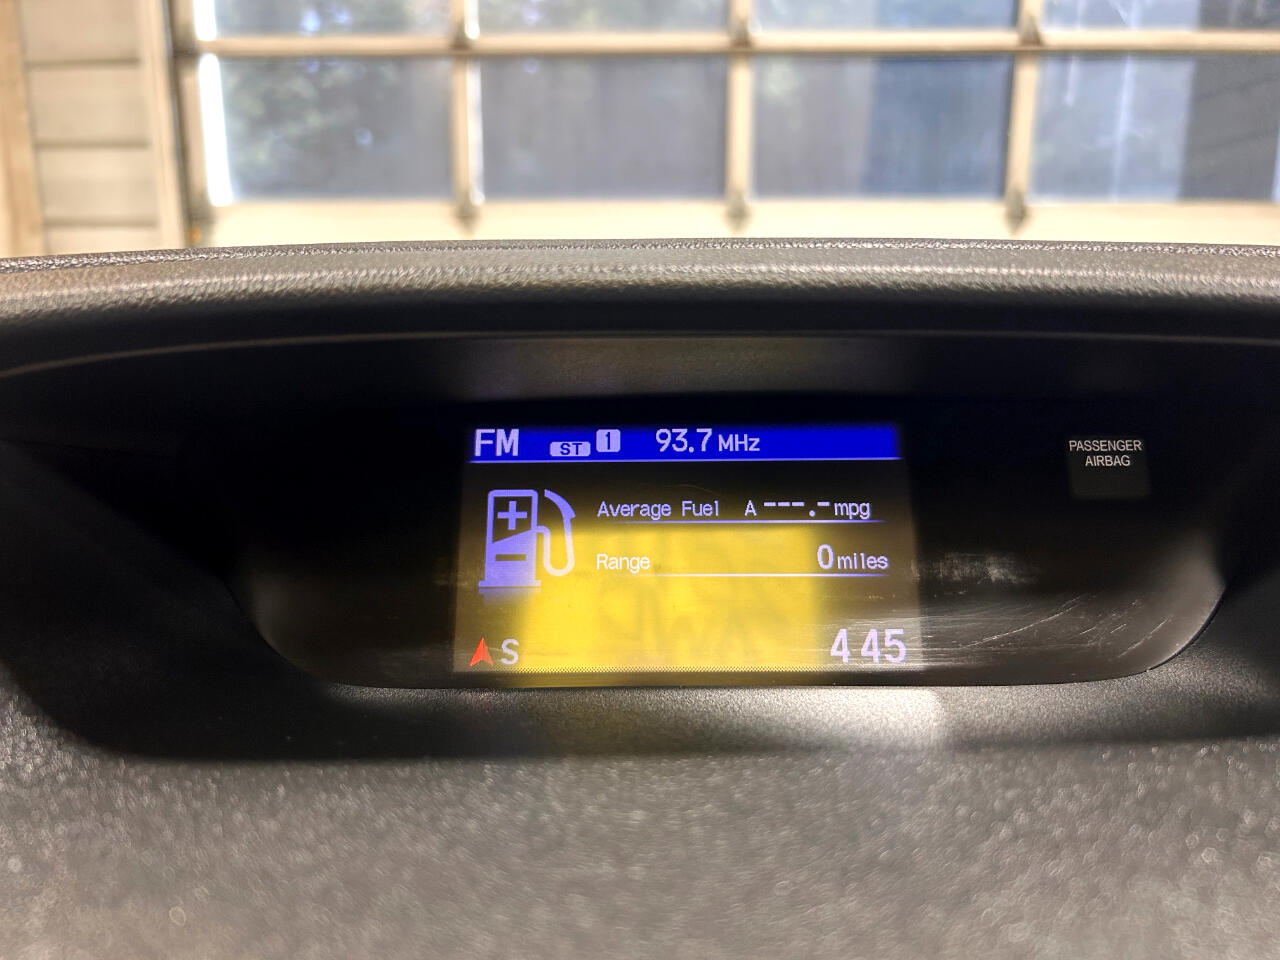 FM ST 1 93.7 MHz
PASSENGER
AIRBAG
Average Fuel A ---.- mpg
Range 0 miles
S 4 45